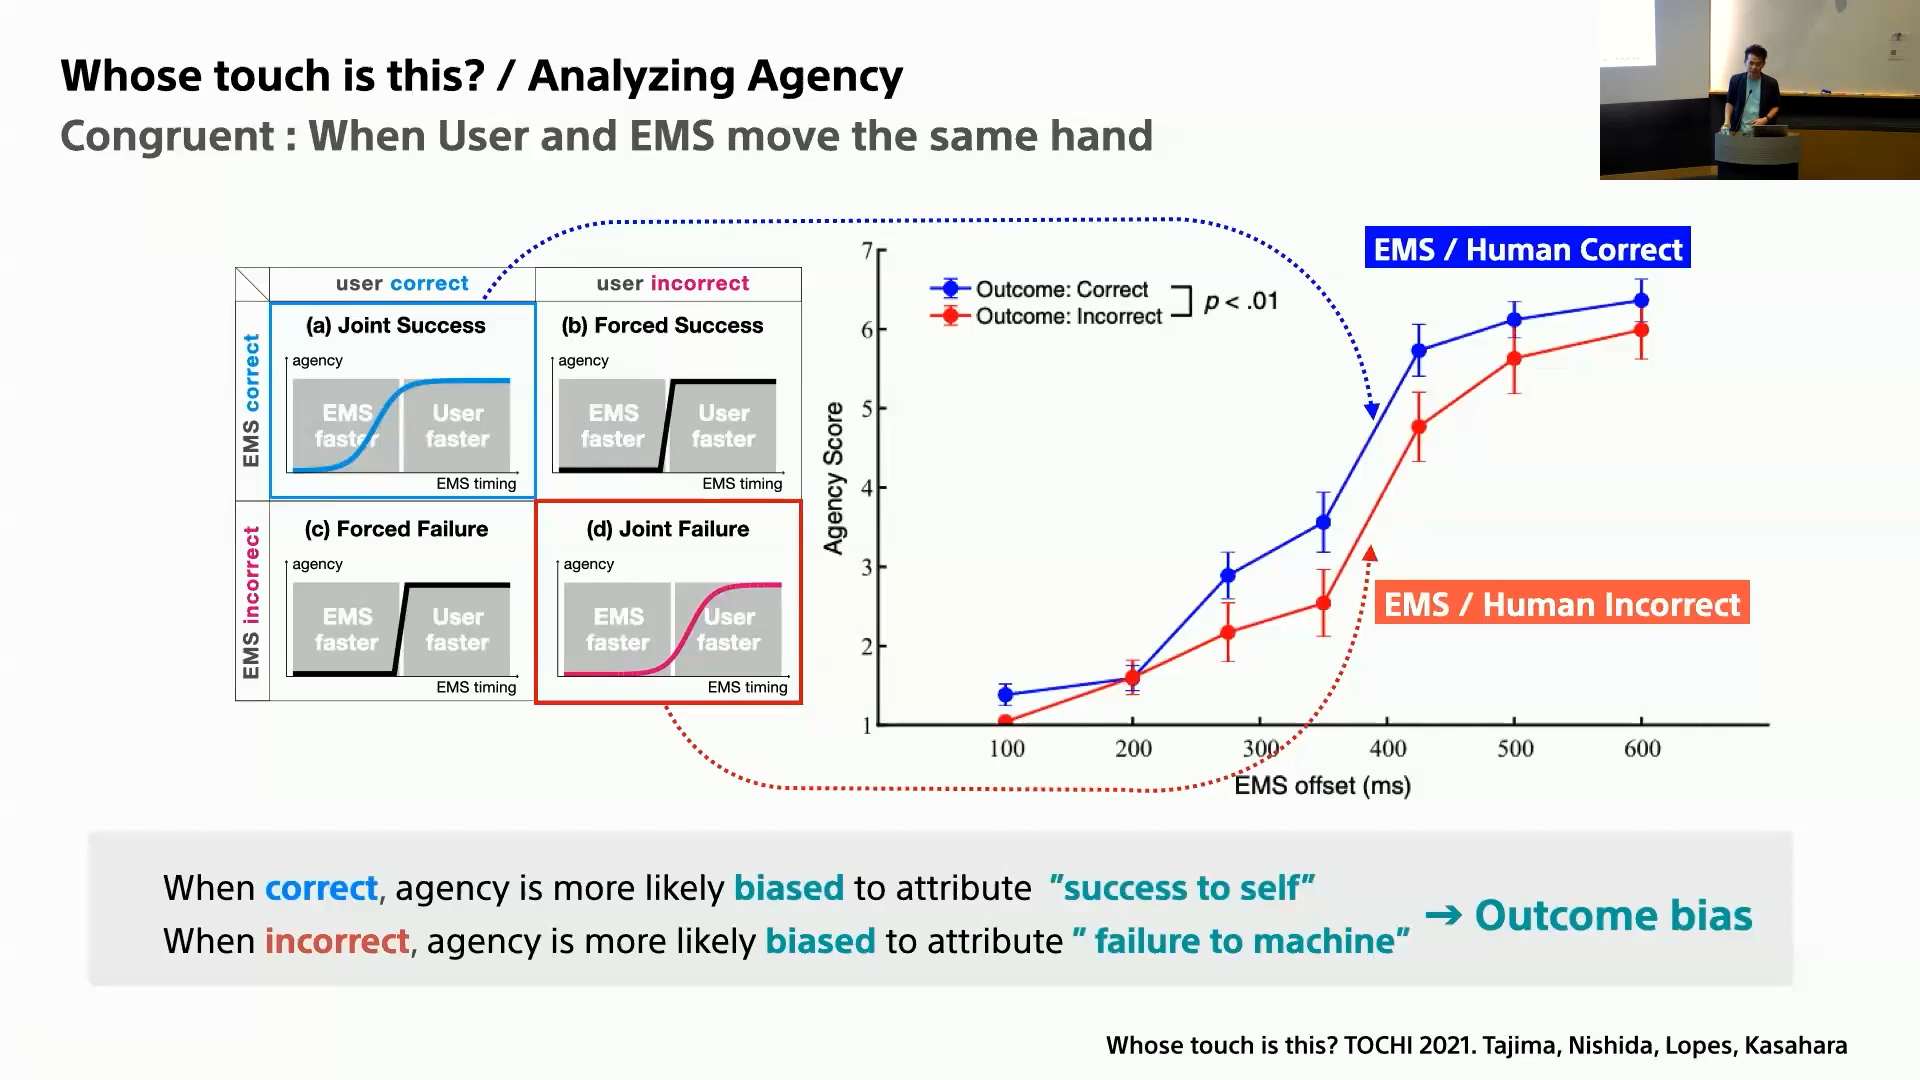 Whose touch is this? / Analyzing Agency
Congruent : When User and EMS move the same hand
user correct
user incorrect
EMS correct
(a) Joint Success
agency
EMS faster
User faster
EMS timing
(b) Forced Success
agency
EMS faster
User faster
EMS timing
EMS incorrect
(c) Forced Failure
agency
EMS faster
User faster
EMS timing
(d) Joint Failure
agency
EMS faster
User faster
EMS timing
EMS / Human Correct
Outcome: Correct
Outcome: Incorrect
p < .01
Agency Score
7
6
5
4
3
2
1
100 200 300 400 500 600
EMS offset (ms)
EMS / Human Incorrect
When correct, agency is more likely biased to attribute "success to self"
When incorrect, agency is more likely biased to attribute " failure to machine"
→ Outcome bias
Whose touch is this? TOCHI 2021. Tajima, Nishida, Lopes, Kasahara